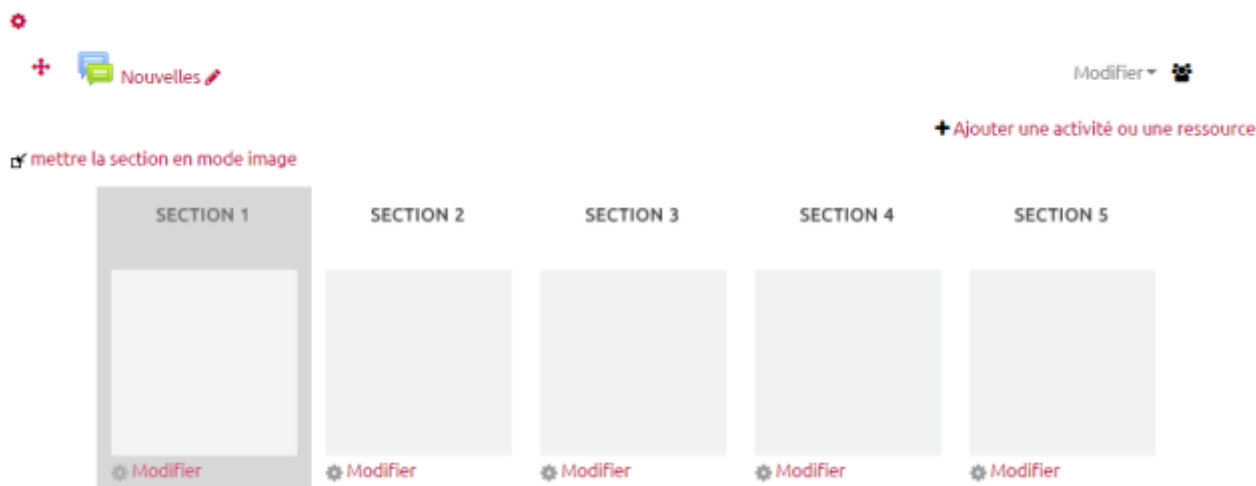 Nouvelles
Modifier
Ajouter une activité ou une ressource
mettre la section en mode image
SECTION 1 SECTION 2 SECTION 3 SECTION 4 SECTION 5
Modifier Modifier Modifier Modifier Modifier